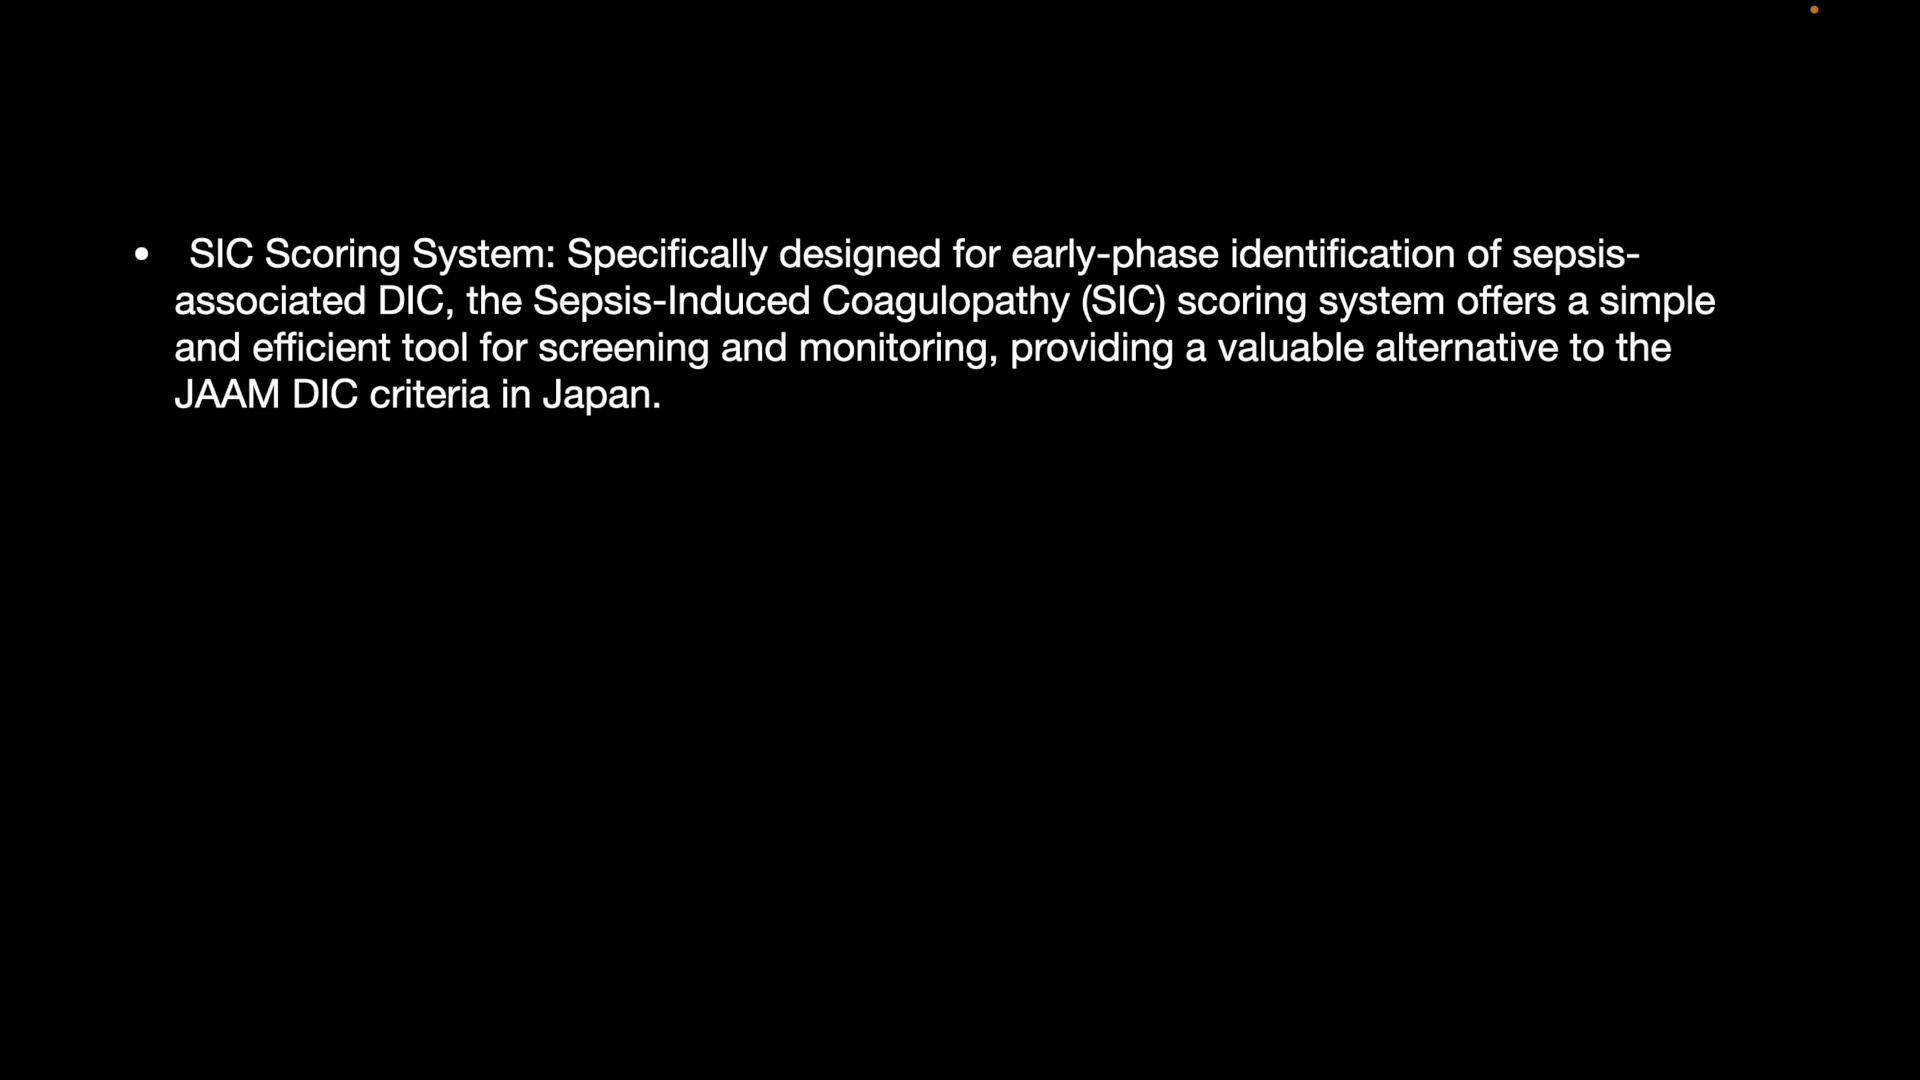 • SIC Scoring System: Specifically designed for early-phase identification of sepsis-
associated DIC, the Sepsis-Induced Coagulopathy (SIC) scoring system offers a simple
and efficient tool for screening and monitoring, providing a valuable alternative to the
JAAM DIC criteria in Japan.